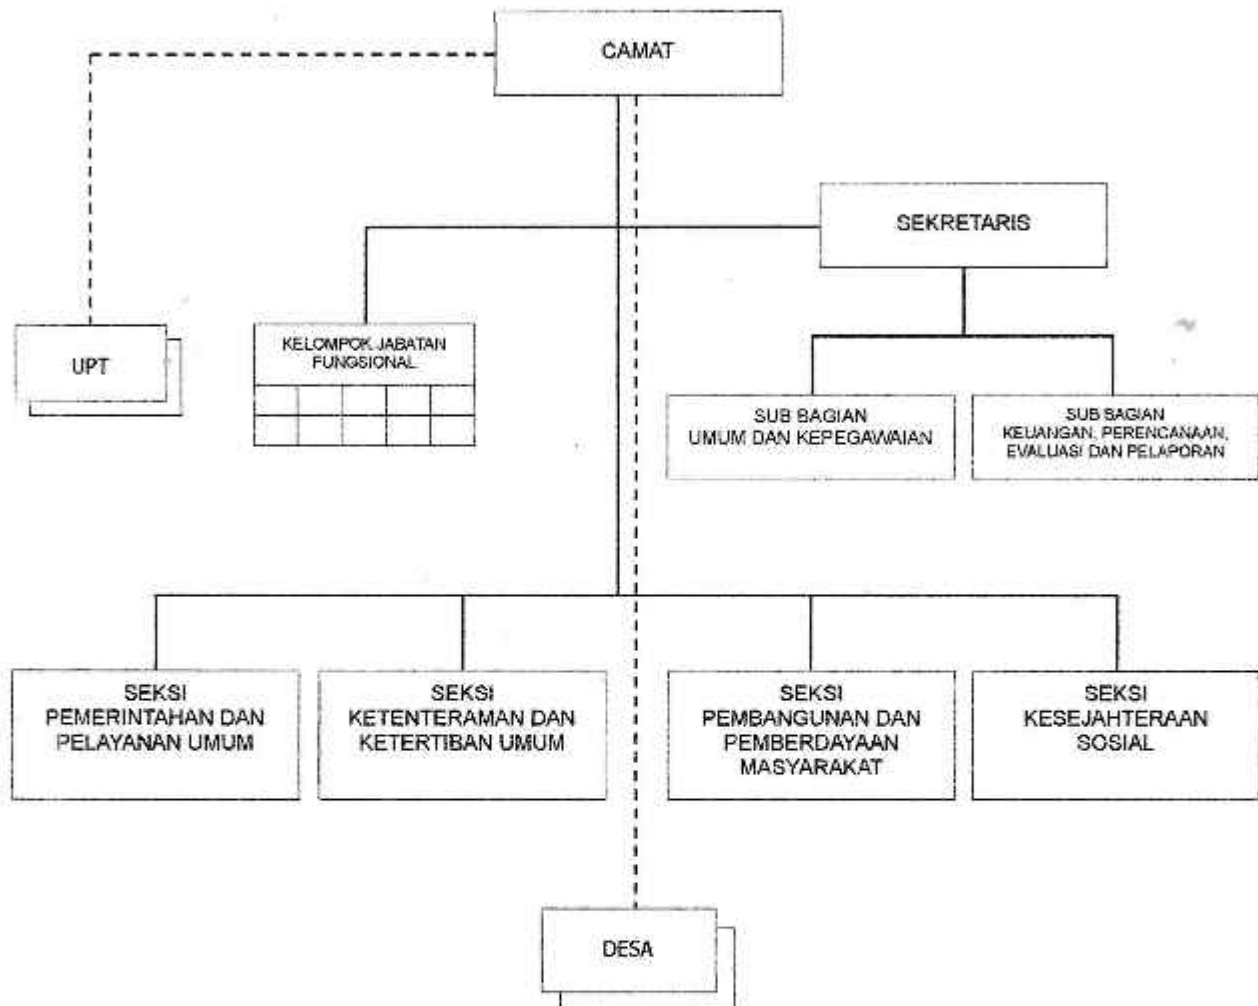 CAMAT
SEKRETARIS
UPT
KELOMPOK JABATAN
FUNGSIONAL
SUB BAGIAN
UMUM DAN KEPEGAWAIAN
SUB BAGIAN
KEUANGAN, PERENCANAAN,
EVALUASI DAN PELAPORAN
SEKSI
PEMERINTAHAN DAN
PELAYANAN UMUM
SEKSI
KETENTERAMAN DAN
KETERTIBAN UMUM
SEKSI
PEMBANGUNAN DAN
PEMBERDAYAAN
MASYARAKAT
SEKSI
KESEJAHTERAAN
SOSIAL
DESA